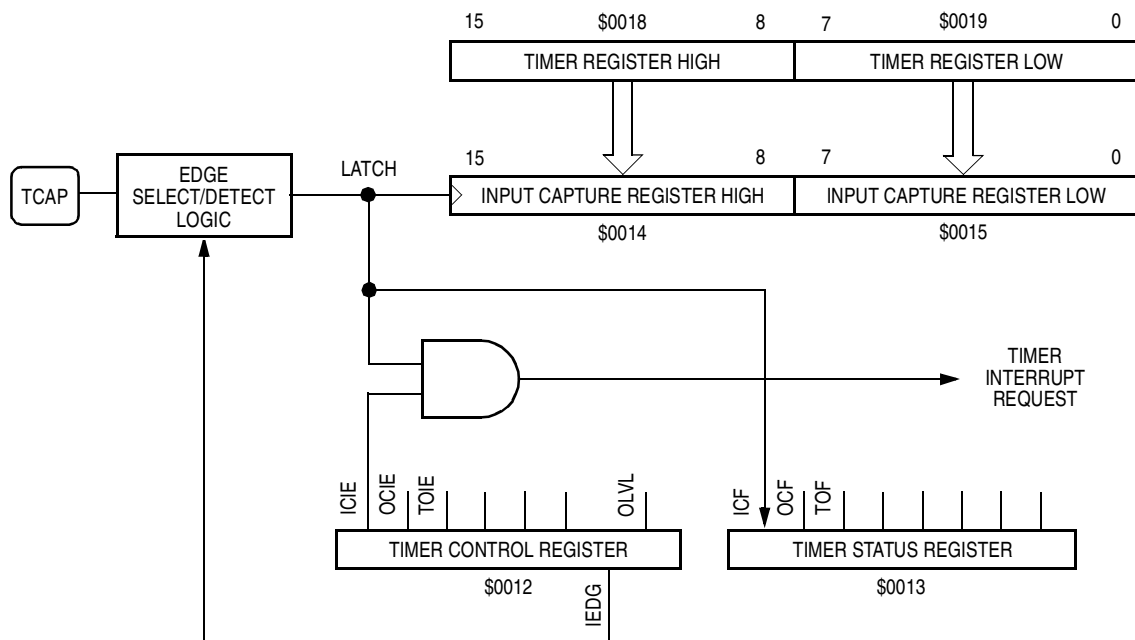 15 $0018 8 7 $0019 0
TIMER REGISTER HIGH TIMER REGISTER LOW
15 8 7 0
TCAP
EDGE
SELECT/DETECT
LOGIC
LATCH
INPUT CAPTURE REGISTER HIGH INPUT CAPTURE REGISTER LOW
$0014 $0015
TIMER
INTERRUPT
REQUEST
ICIE
OCIE
TOIE
OLVL
ICF
OCF
TOF
TIMER CONTROL REGISTER
TIMER STATUS REGISTER
$0012
$0013
IEDG